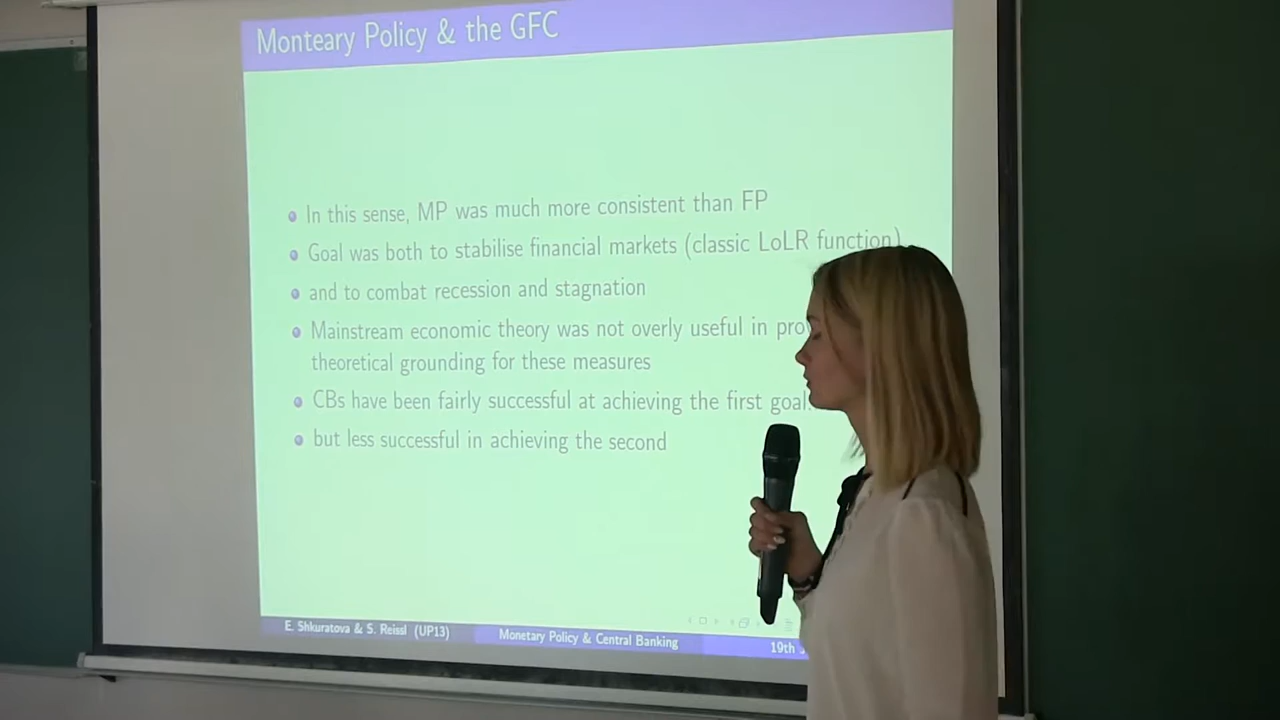 Monteary Policy & the GFC
In this sense, MP was much more consistent than FP
Goal was both to stabilise financial markets (classic LoLR function)
and to combat recession and stagnation
Mainstream economic theory was not overly useful in
theoretical grounding for these measures
CBs have been fairly successful at achieving the first goal
but less successful in achieving the second
E. Shkuratova & S. Reissl (UP13) Monetary Policy & Central Banking 19th